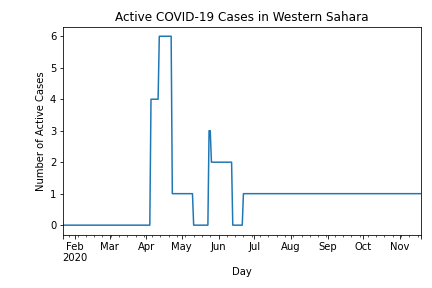 Active COVID-19 Cases in Western Sahara
Number of Active Cases
6
5
4
3
2
1
0
Feb Mar Apr May Jun Jul Aug Sep Oct Nov
2020
Day